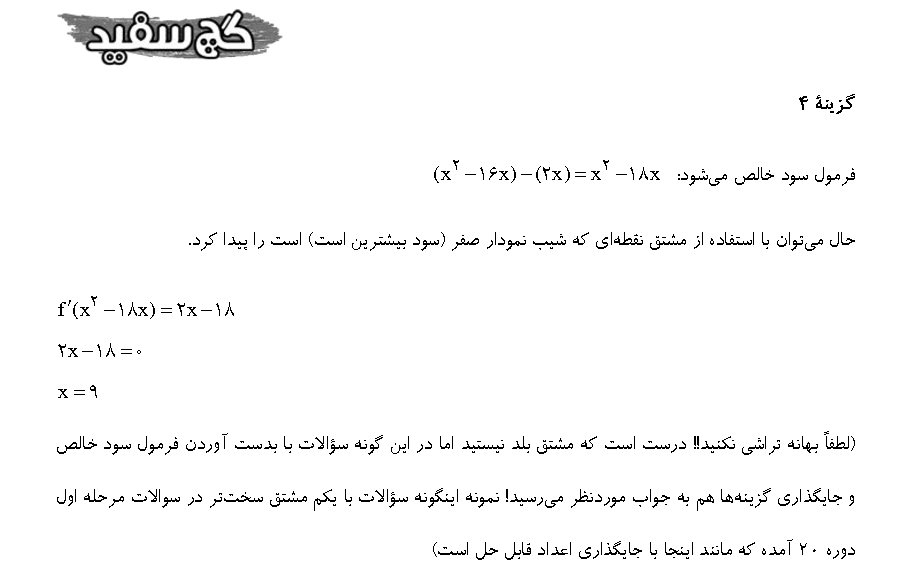 گچ سفید
گزینهٔ ۴
فرمول سود خالص می‌شود: (x^۲ −۱۶x) −(۲x) = x^۲ −۱۸x
حال می‌توان با استفاده از مشتق نقطه‌ای که شیب نمودار صفر (سود بیشترین است) است را پیدا کرد.
f′(x^۲ −۱۸x) = ۲x −۱۸
۲x −۱۸ = ۰
x = ۹
(لطفاً بهانه تراشی نکنید!! درست است که مشتق بلد نیستید اما در این گونه سؤالات با بدست آوردن فرمول سود خالص
و جایگذاری گزینه‌ها هم به جواب موردنظر می‌رسید! نمونه اینگونه سؤالات با یکم مشتق سخت‌تر در سوالات مرحله اول
دوره ۲۰ آمده که مانند اینجا با جایگذاری اعداد قابل حل است)